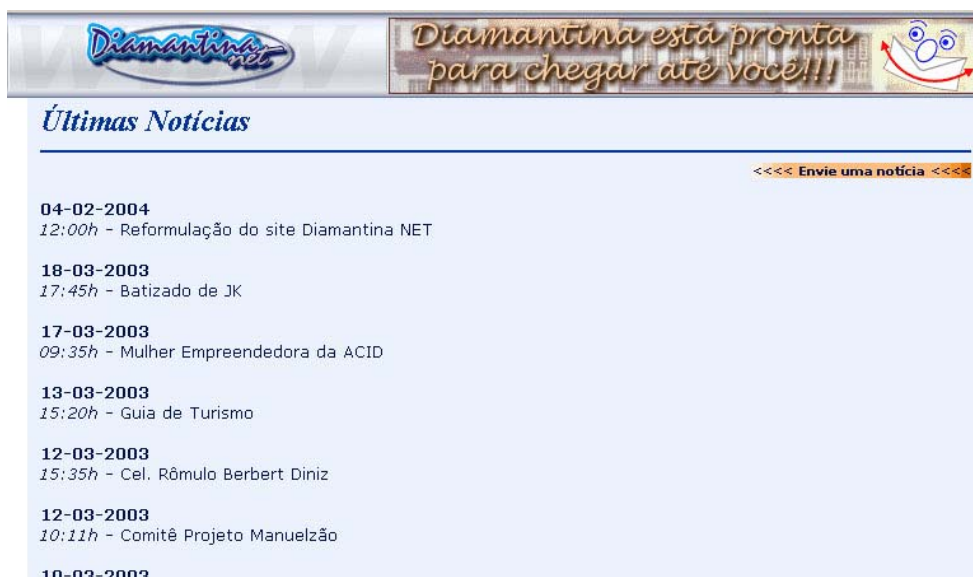 Diamantina
net
Diamantina está pronta
para chegar até você!!!
Últimas Notícias
<<<< Envie uma notícia <<<<
04-02-2004
12:00h - Reformulação do site Diamantina NET
18-03-2003
17:45h - Batizado de JK
17-03-2003
09:35h - Mulher Empreendedora da ACID
13-03-2003
15:20h - Guia de Turismo
12-03-2003
15:35h - Cel. Rômulo Berbert Diniz
12-03-2003
10:11h - Comitê Projeto Manuelzão
10-03-2003